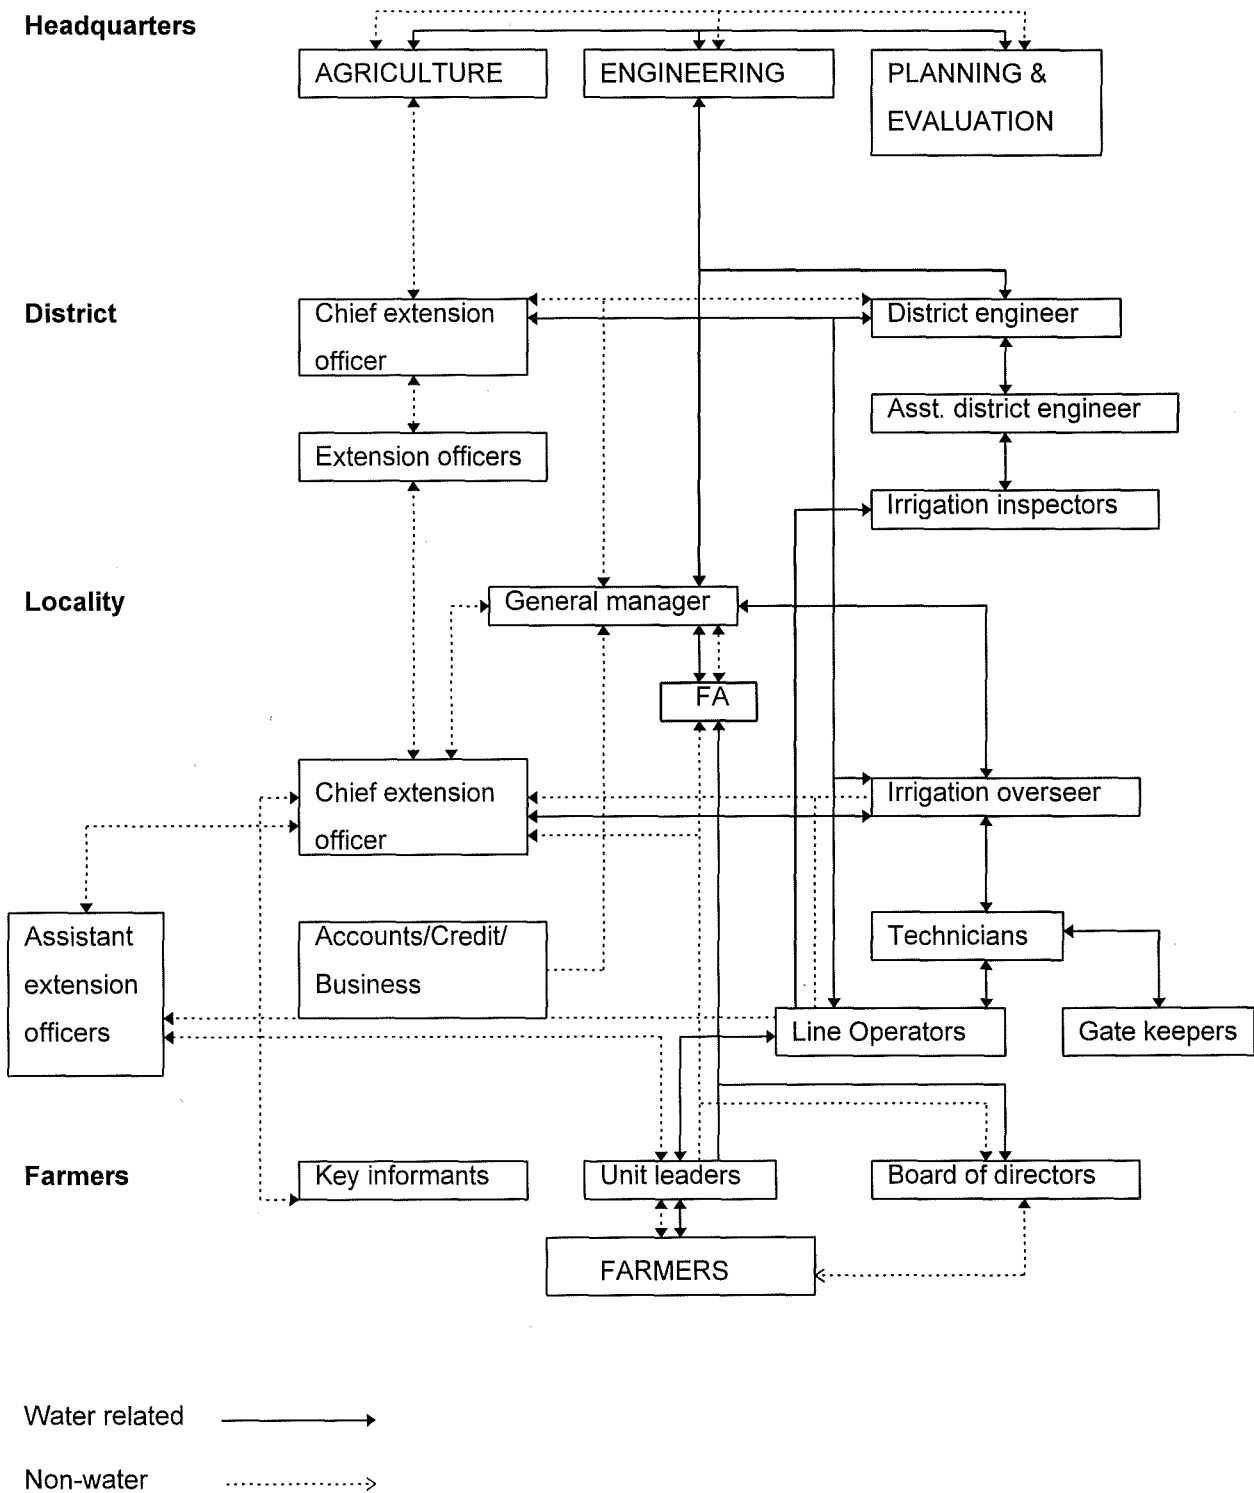 Headquarters
AGRICULTURE
ENGINEERING
PLANNING &
EVALUATION
District
Chief extension
officer
District engineer
Asst. district engineer
Extension officers
Irrigation inspectors
Locality
General manager
FA
Chief extension
officer
Irrigation overseer
Assistant
extension
officers
Accounts/Credit/
Business
Technicians
Line Operators
Gate keepers
Farmers
Key informants
Unit leaders
Board of directors
FARMERS
Water related
Non-water